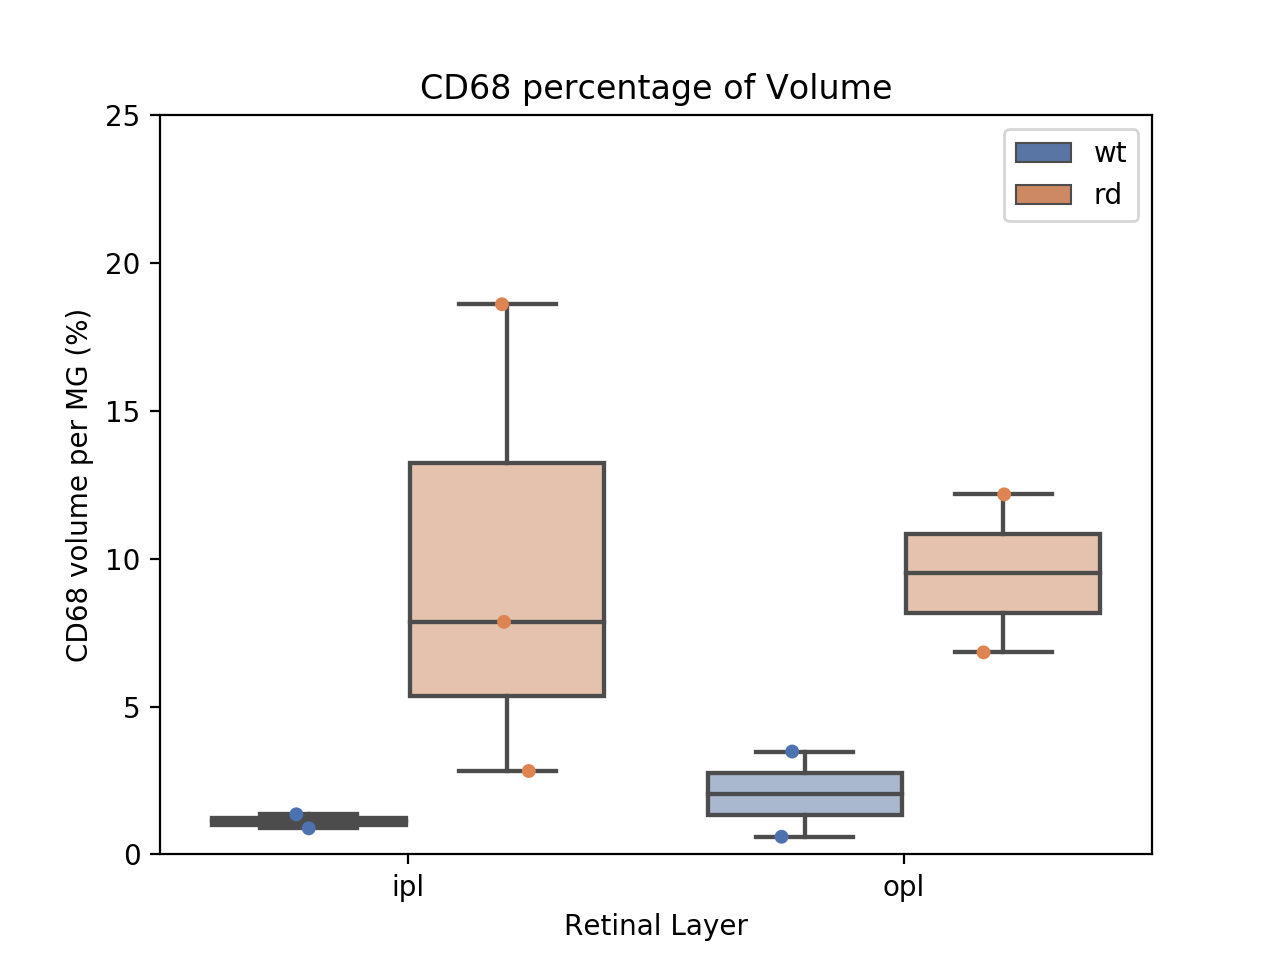 CD68 percentage of Volume
25
20
15
10
5
0
CD68 volume per MG (%)
wt
rd
ipl
opl
Retinal Layer